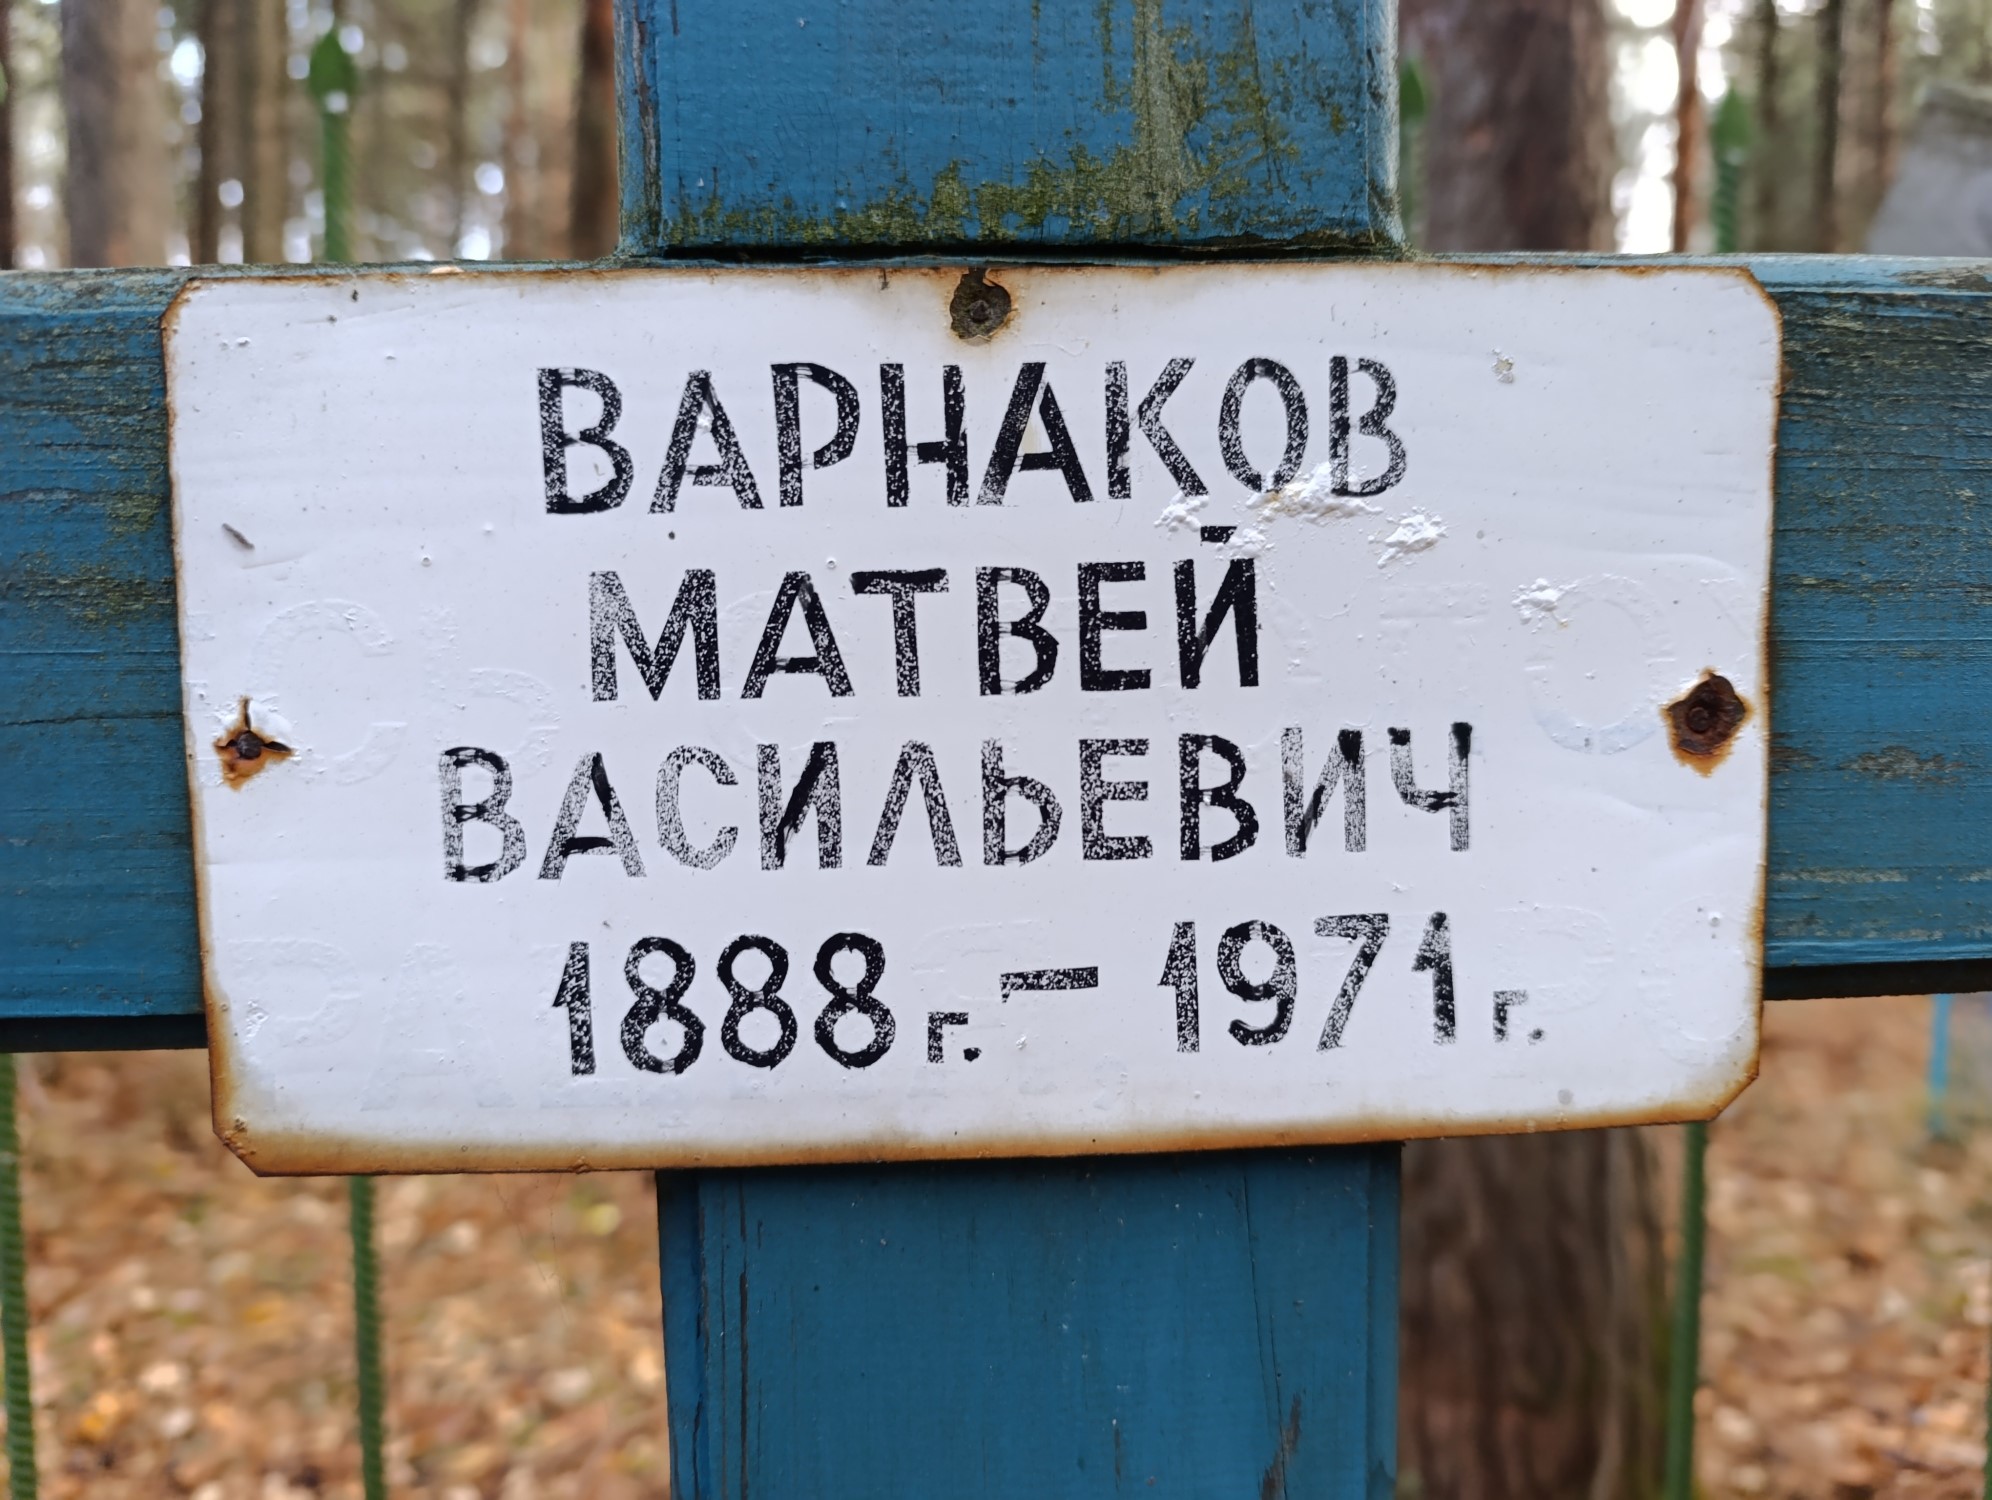 ВАРНАКОВ
МАТВЕЙ
ВАСИЛЬЕВИЧ
1888 г. – 1971 г.